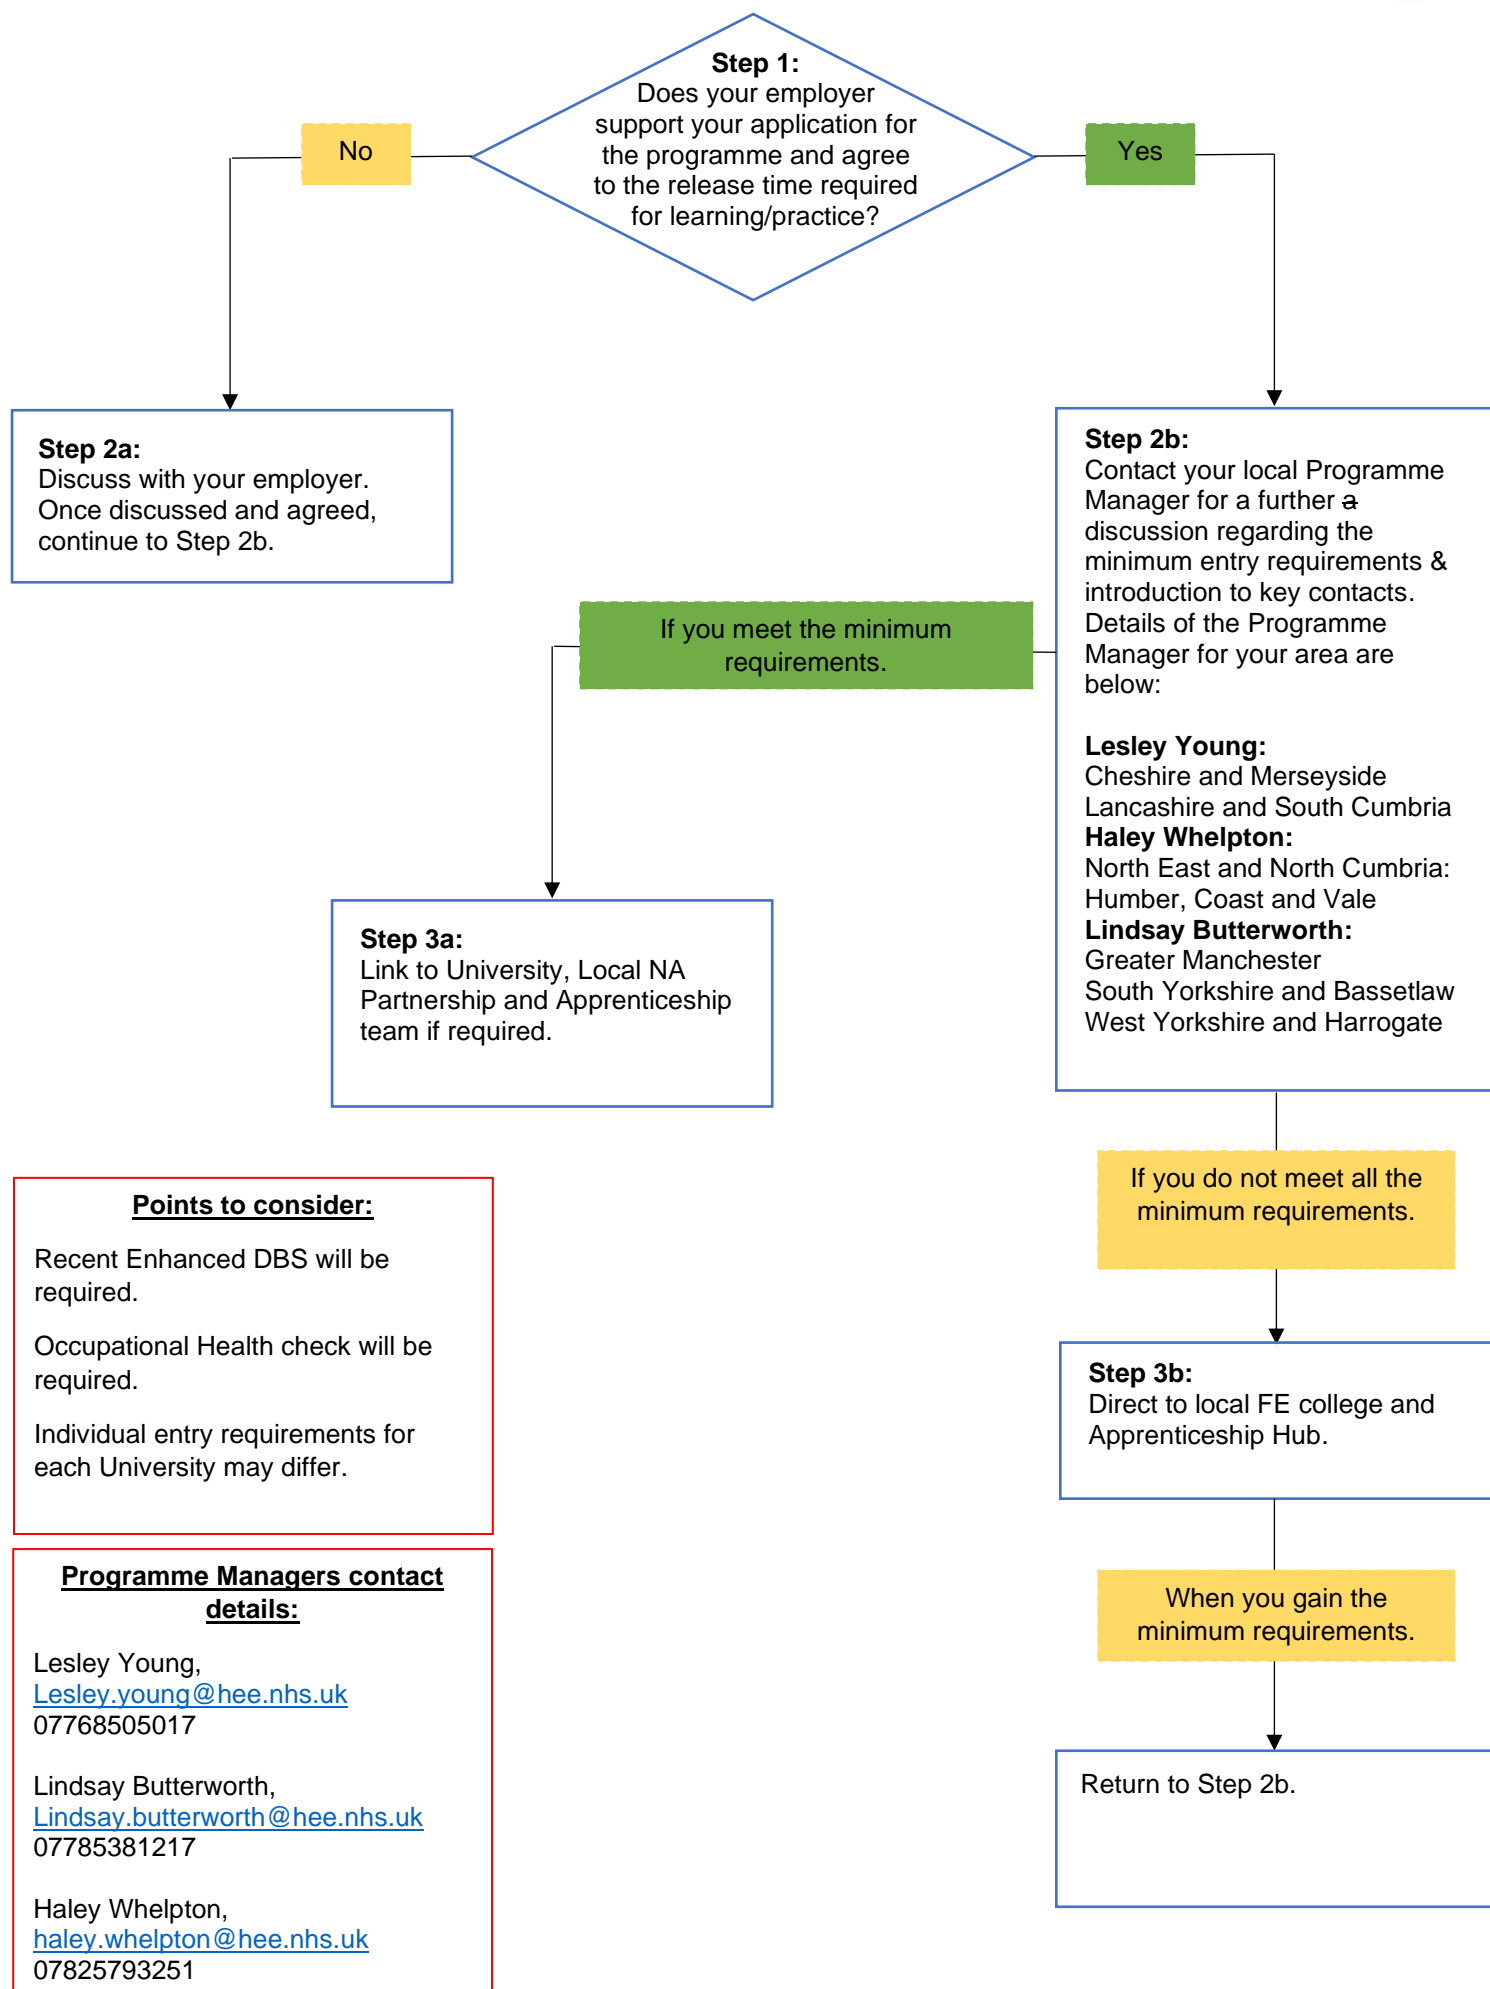 Step 1:
Does your employer
support your application for
the programme and agree
to the release time required
for learning/practice?
No
Yes
Step 2a:
Discuss with your employer.
Once discussed and agreed,
continue to Step 2b.
Step 2b:
Contact your local Programme
Manager for a further a
discussion regarding the
minimum entry requirements &
introduction to key contacts.
Details of the Programme
Manager for your area are
below:
Lesley Young:
Cheshire and Merseyside
Lancashire and South Cumbria
Haley Whelpton:
North East and North Cumbria:
Humber, Coast and Vale
Lindsay Butterworth:
Greater Manchester
South Yorkshire and Bassetlaw
West Yorkshire and Harrogate
If you meet the minimum
requirements.
Step 3a:
Link to University, Local NA
Partnership and Apprenticeship
team if required.
If you do not meet all the
minimum requirements.
Step 3b:
Direct to local FE college and
Apprenticeship Hub.
When you gain the
minimum requirements.
Return to Step 2b.
Points to consider:
Recent Enhanced DBS will be
required.
Occupational Health check will be
required.
Individual entry requirements for
each University may differ.
Programme Managers contact
details:
Lesley Young,
Lesley.young@hee.nhs.uk
07768505017
Lindsay Butterworth,
Lindsay.butterworth@hee.nhs.uk
07785381217
Haley Whelpton,
haley.whelpton@hee.nhs.uk
07825793251